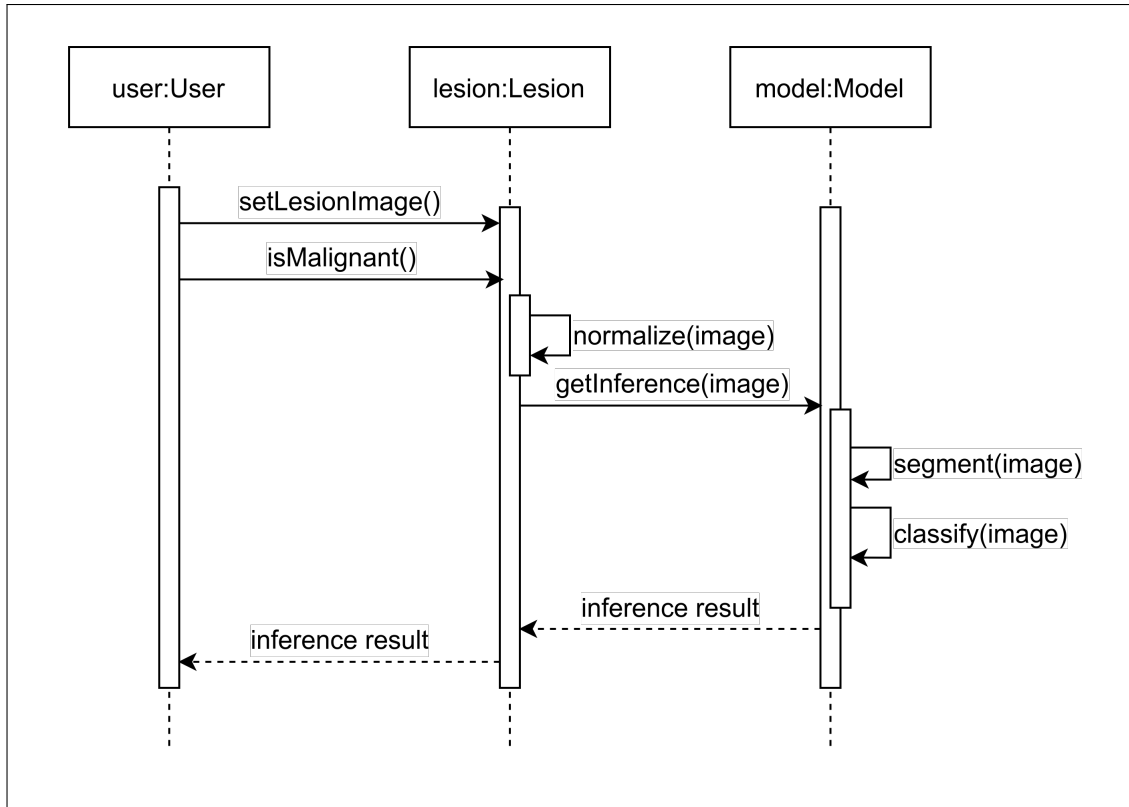 user:User
lesion:Lesion
model:Model
setLesionImage()
isMalignant()
normalize(image)
getInference(image)
segment(image)
classify(image)
inference result
inference result